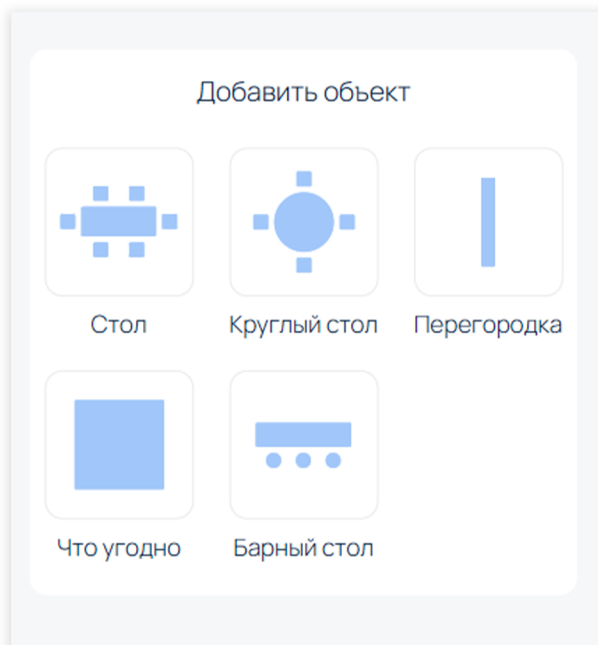 Добавить объект
Стол
Круглый стол
Перегородка
Что угодно
Барный стол